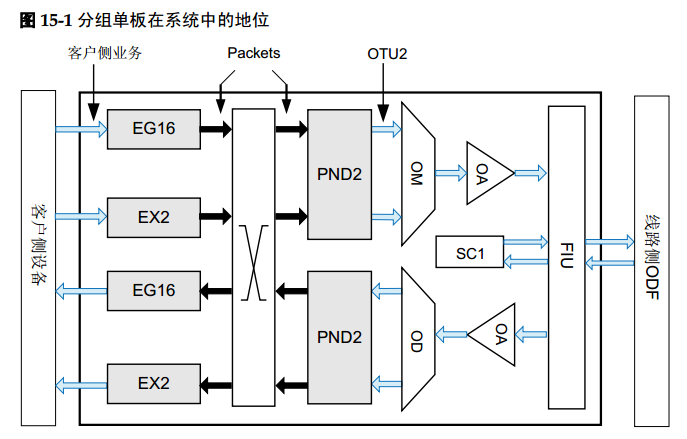 图 15-1 分组单板在系统中的地位
客户侧业务
Packets
OTU2
EG16
EX2
EG16
EX2
PND2
PND2
OM
OA
SC1
FIU
OD
OA
客户侧设备
线路侧ODF